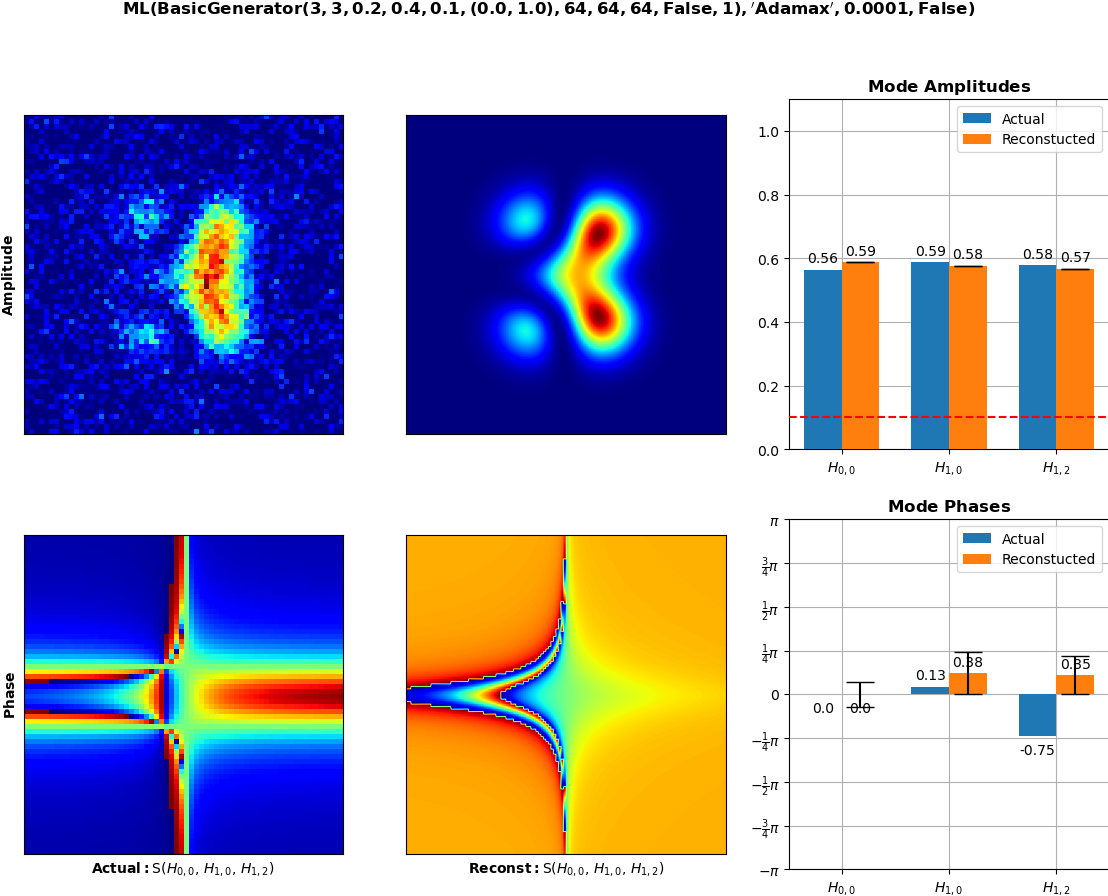 ML(BasicGenerator(3, 3, 0.2, 0.4, 0.1, (0.0, 1.0), 64, 64, 64, False, 1), 'Adamax', 0.0001, False)
Amplitude
Mode Amplitudes
Actual
Reconstucted
1.0
0.8
0.6
0.4
0.2
0.0
0.56
0.59
0.59
0.58
0.58
0.57
H0,0
H1,0
H1,2
Phase
Actual: S(H0,0, H1,0, H1,2)
Reconst: S(H0,0, H1,0, H1,2)
Mode Phases
Actual
Reconstucted
π
3/4π
1/2π
1/4π
0
−1/4π
−1/2π
−3/4π
−π
0.0
0.0
0.13
0.38
-0.75
0.35
H0,0
H1,0
H1,2